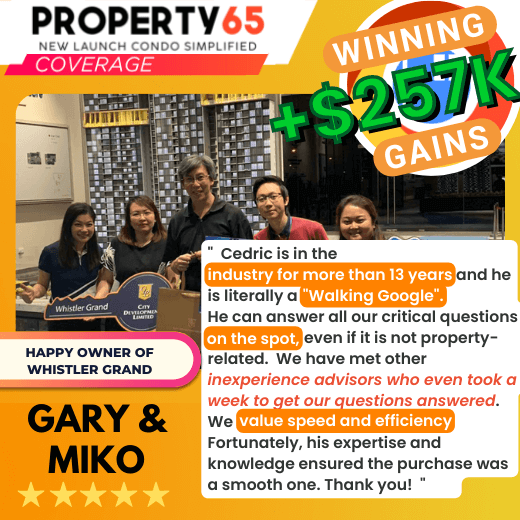 PROPERTY65
NEW LAUNCH CONDO SIMPLIFIED
COVERAGE
WINNING
+$257K
GAINS
Whistler Grand
CITY
DEVELOPMENTS
LIMITED
HAPPY OWNER OF
WHISTLER GRAND
GARY &
MIKO
" Cedric is in the
industry for more than 13 years and he
is literally a "Walking Google".
He can answer all our critical questions
on the spot, even if it is not property-
related. We have met other
inexperience advisors who even took a
week to get our questions answered.
We value speed and efficiency
Fortunately, his expertise and
knowledge ensured the purchase was
a smooth one. Thank you! "